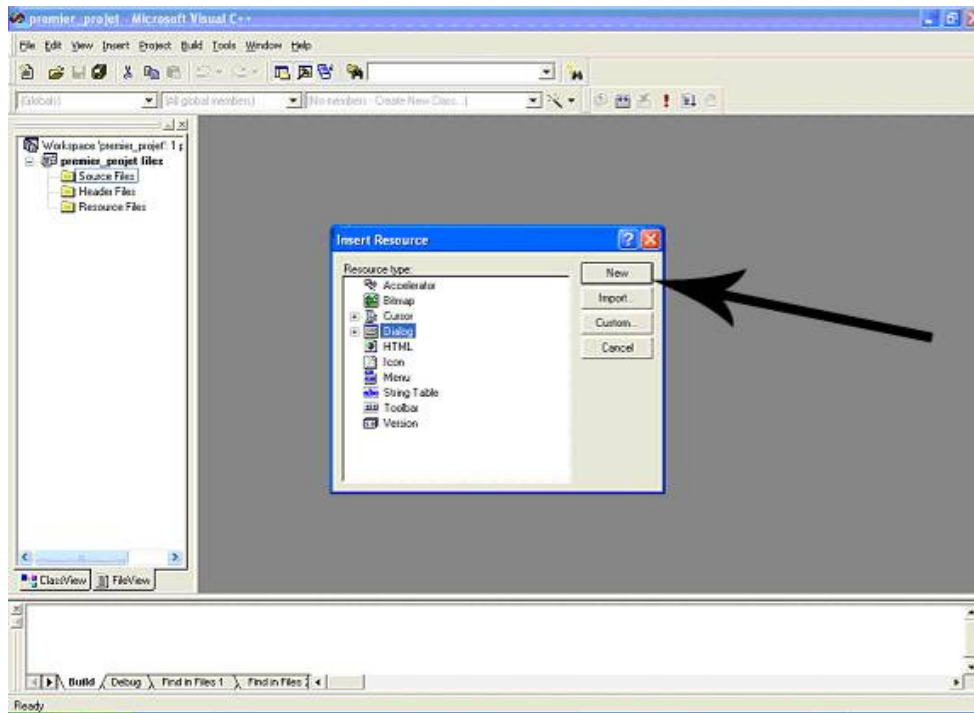 premier_projet - Microsoft Visual C++
File Edit View Insert Project Build Tools Window Help
(Globals) (All global members) (No members - Create New Class...)
Workspace 'premier_projet': 1 p
premier_projet files
Source Files
Header Files
Resource Files
Insert Resource
Resource type:
Accelerator
Bitmap
Cursor
Dialog
HTML
Icon
Menu
String Table
Toolbar
Version
New
Import...
Custom...
Cancel
ClassView FileView
Build Debug Find in Files 1 Find in Files 2
Ready